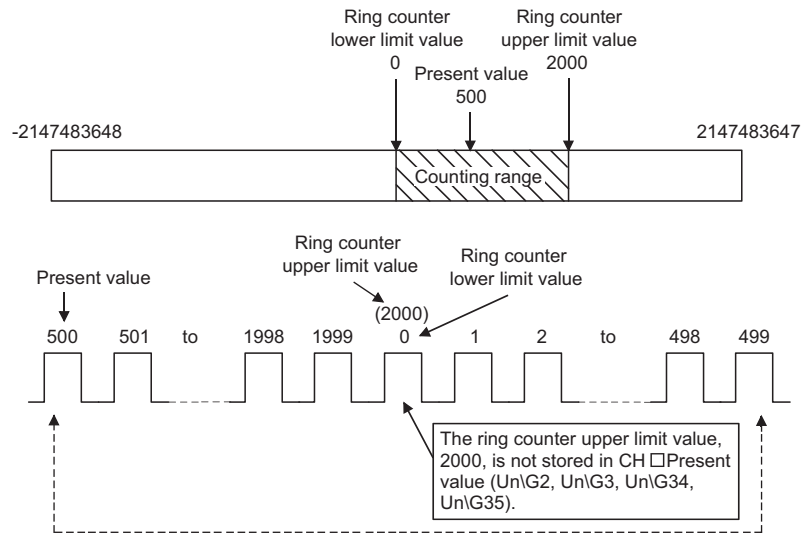 Ring counter
lower limit value
0
Ring counter
upper limit value
2000
Present value
500
-2147483648
2147483647
Counting range
Present value
Ring counter
upper limit value
Ring counter
lower limit value
(2000)
500 501 to 1998 1999 0 1 2 to 498 499
The ring counter upper limit value,
2000, is not stored in CH □Present
value (Un\G2, Un\G3, Un\G34,
Un\G35).